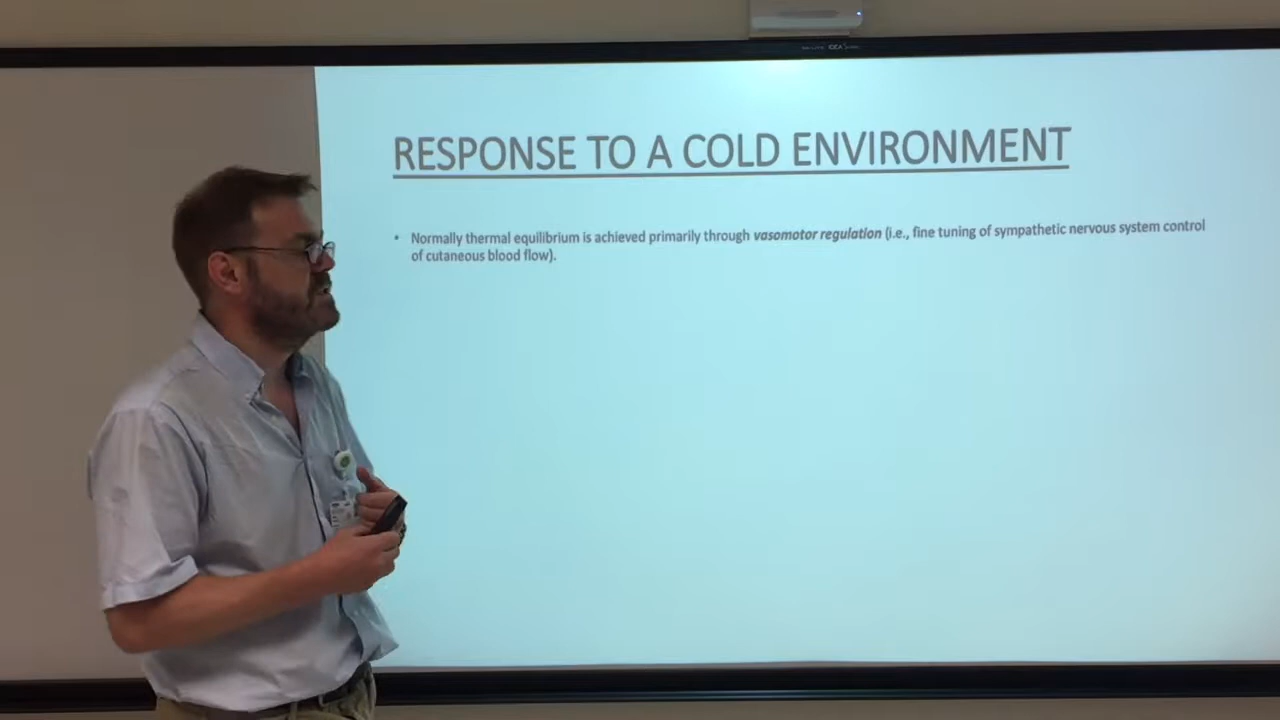 RESPONSE TO A COLD ENVIRONMENT
• Normally thermal equilibrium is achieved primarily through vasomotor regulation (i.e., fine tuning of sympathetic nervous system control
of cutaneous blood flow).